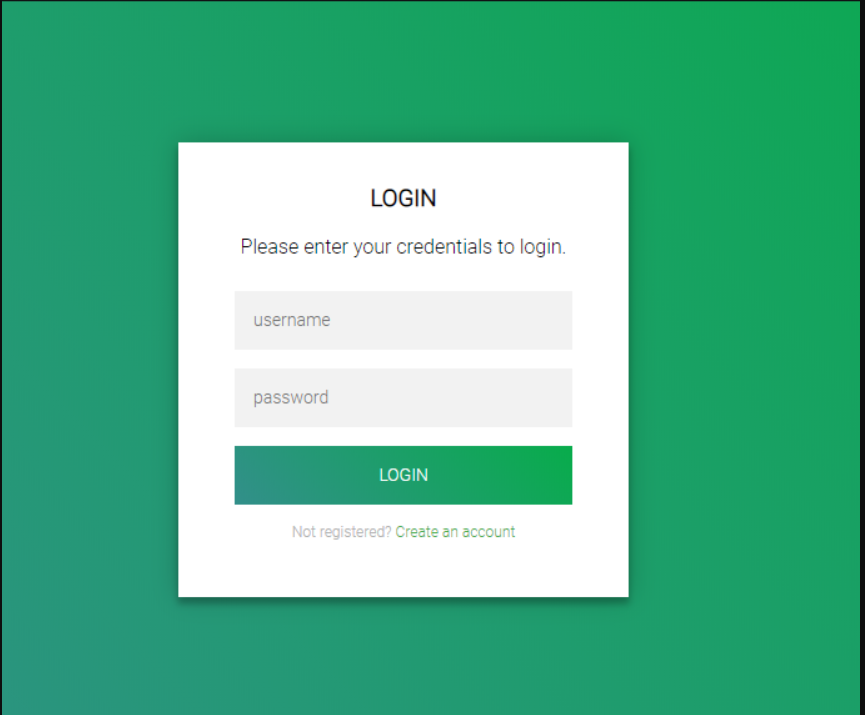 LOGIN
Please enter your credentials to login.
username
password
LOGIN
Not registered? Create an account